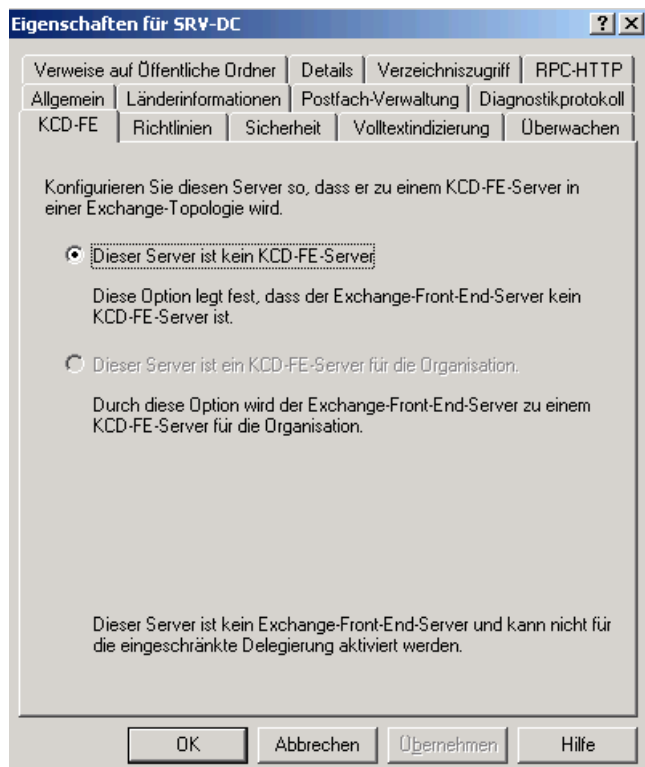 Eigenschaften für SRV-DC
Verweise auf Öffentliche Ordner
Details
Verzeichniszugriff
RPC-HTTP
Allgemein
Länderinformationen
Postfach-Verwaltung
Diagnostikprotokoll
KCD-FE
Richtlinien
Sicherheit
Volltextindizierung
Überwachen
Konfigurieren Sie diesen Server so, dass er zu einem KCD-FE-Server in
einer Exchange-Topologie wird.
Dieser Server ist kein KCD-FE-Server
Diese Option legt fest, dass der Exchange-Front-End-Server kein
KCD-FE-Server ist.
Dieser Server ist ein KCD-FE-Server für die Organisation.
Durch diese Option wird der Exchange-Front-End-Server zu einem
KCD-FE-Server für die Organisation.
Dieser Server ist kein Exchange-Front-End-Server und kann nicht für
die eingeschränkte Delegierung aktiviert werden.
OK
Abbrechen
Übernehmen
Hilfe